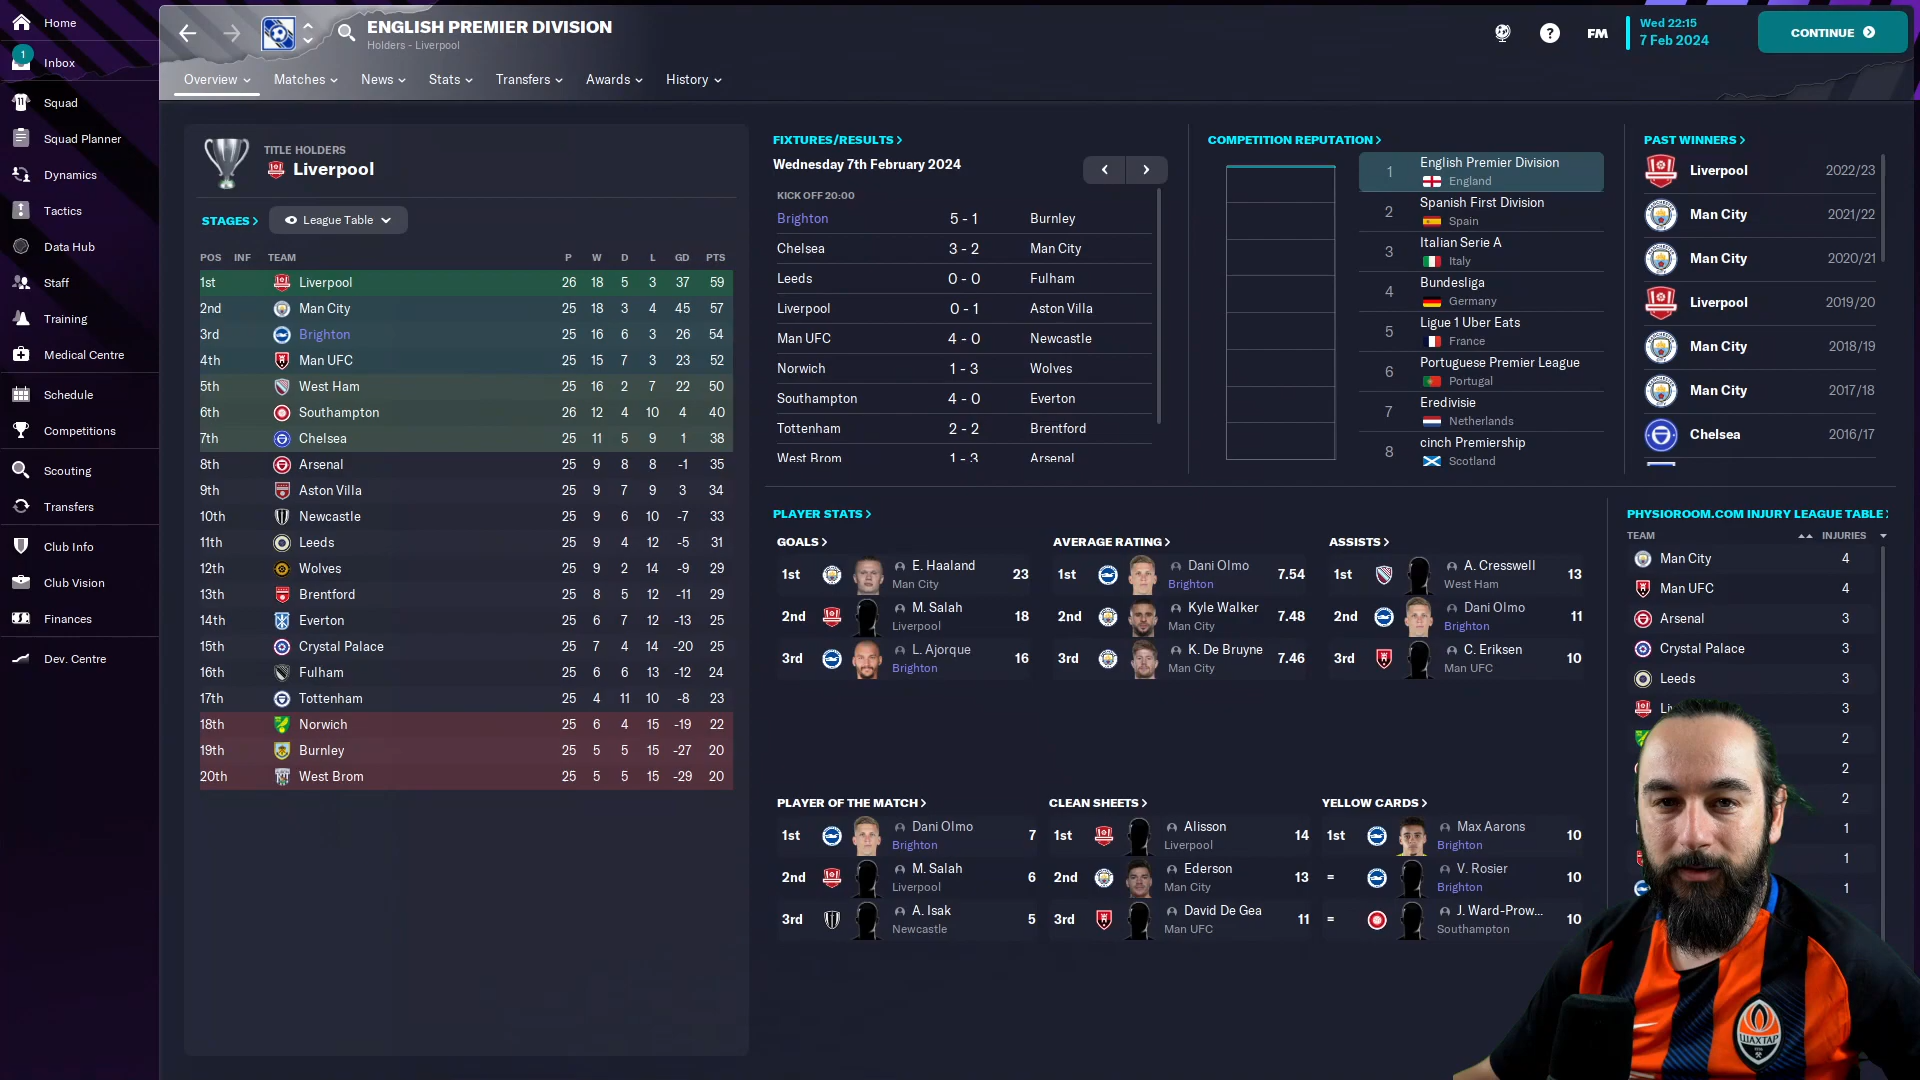 Home
Inbox
1
Squad
Squad Planner
Dynamics
Tactics
Data Hub
Staff
Training
Medical Centre
Schedule
Competitions
Scouting
Transfers
Club Info
Club Vision
Finances
Dev. Centre
ENGLISH PREMIER DIVISION
Holders - Liverpool
FM
Wed 22:15
7 Feb 2024
CONTINUE
Overview Matches News Stats Transfers Awards History
TITLE HOLDERS
Liverpool
STAGES League Table
POS INF TEAM P W D L GD PTS
1st Liverpool 26 18 5 3 37 59
2nd Man City 25 18 3 4 45 57
3rd Brighton 25 16 6 3 26 54
4th Man UFC 25 15 7 3 23 52
5th West Ham 25 16 2 7 22 50
6th Southampton 26 12 4 10 4 40
7th Chelsea 25 11 5 9 1 38
8th Arsenal 25 9 8 8 -1 35
9th Aston Villa 25 9 7 9 3 34
10th Newcastle 25 9 6 10 -7 33
11th Leeds 25 9 4 12 -5 31
12th Wolves 25 9 2 14 -9 29
13th Brentford 25 8 5 12 -11 29
14th Everton 25 6 7 12 -13 25
15th Crystal Palace 25 7 4 14 -20 25
16th Fulham 25 6 6 13 -12 24
17th Tottenham 25 4 11 10 -8 23
18th Norwich 25 6 4 15 -19 22
19th Burnley 25 5 5 15 -27 20
20th West Brom 25 5 5 15 -29 20
FIXTURES/RESULTS
Wednesday 7th February 2024
KICK OFF 20:00
Brighton 5 - 1 Burnley
Chelsea 3 - 2 Man City
Leeds 0 - 0 Fulham
Liverpool 0 - 1 Aston Villa
Man UFC 4 - 0 Newcastle
Norwich 1 - 3 Wolves
Southampton 4 - 0 Everton
Tottenham 2 - 2 Brentford
West Brom 1 - 3 Arsenal
COMPETITION REPUTATION
1 English Premier Division
England
2 Spanish First Division
Spain
3 Italian Serie A
Italy
4 Bundesliga
Germany
5 Ligue 1 Uber Eats
France
6 Portuguese Premier League
Portugal
7 Eredivisie
Netherlands
8 cinch Premiership
Scotland
PAST WINNERS
Liverpool 2022/23
Man City 2021/22
Man City 2020/21
Liverpool 2019/20
Man City 2018/19
Man City 2017/18
Chelsea 2016/17
PLAYER STATS
GOALS
1st E. Haaland 23
Man City
2nd M. Salah 18
Liverpool
3rd L. Ajorque 16
Brighton
AVERAGE RATING
1st Dani Olmo 7.54
Brighton
2nd Kyle Walker 7.48
Man City
3rd K. De Bruyne 7.46
Man City
ASSISTS
1st A. Cresswell 13
West Ham
2nd Dani Olmo 11
Brighton
3rd C. Eriksen 10
Man UFC
PLAYER OF THE MATCH
1st Dani Olmo 7
Brighton
2nd M. Salah 6
Liverpool
3rd A. Isak 5
Newcastle
CLEAN SHEETS
1st Alisson 14
Liverpool
2nd Ederson 13
Man City
3rd David De Gea 11
Man UFC
YELLOW CARDS
1st Max Aarons 10
Brighton
= V. Rosier 10
Brighton
= J. Ward-Prow... 10
Southampton
PHYSIOROOM.COM INJURY LEAGUE TABLE
TEAM INJURIES
Man City 4
Man UFC 4
Arsenal 3
Crystal Palace 3
Leeds 3
3
2
2
2
1
1
1
ШАХТАР